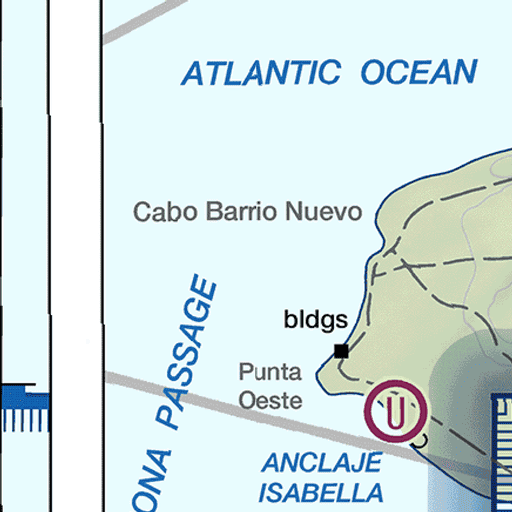 ATLANTIC OCEAN
Cabo Barrio Nuevo
bldgs
ONA PASSAGE
Punta
Oeste
U
ANCLAJE
ISABELLA